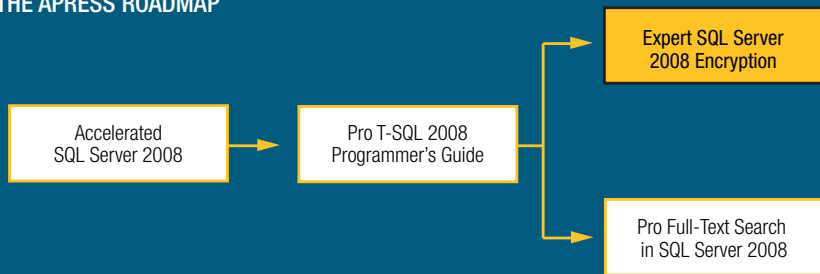 THE APRESS ROADMAP
Expert SQL Server
2008 Encryption
Accelerated
SQL Server 2008
Pro T-SQL 2008
Programmer's Guide
Pro Full-Text Search
in SQL Server 2008